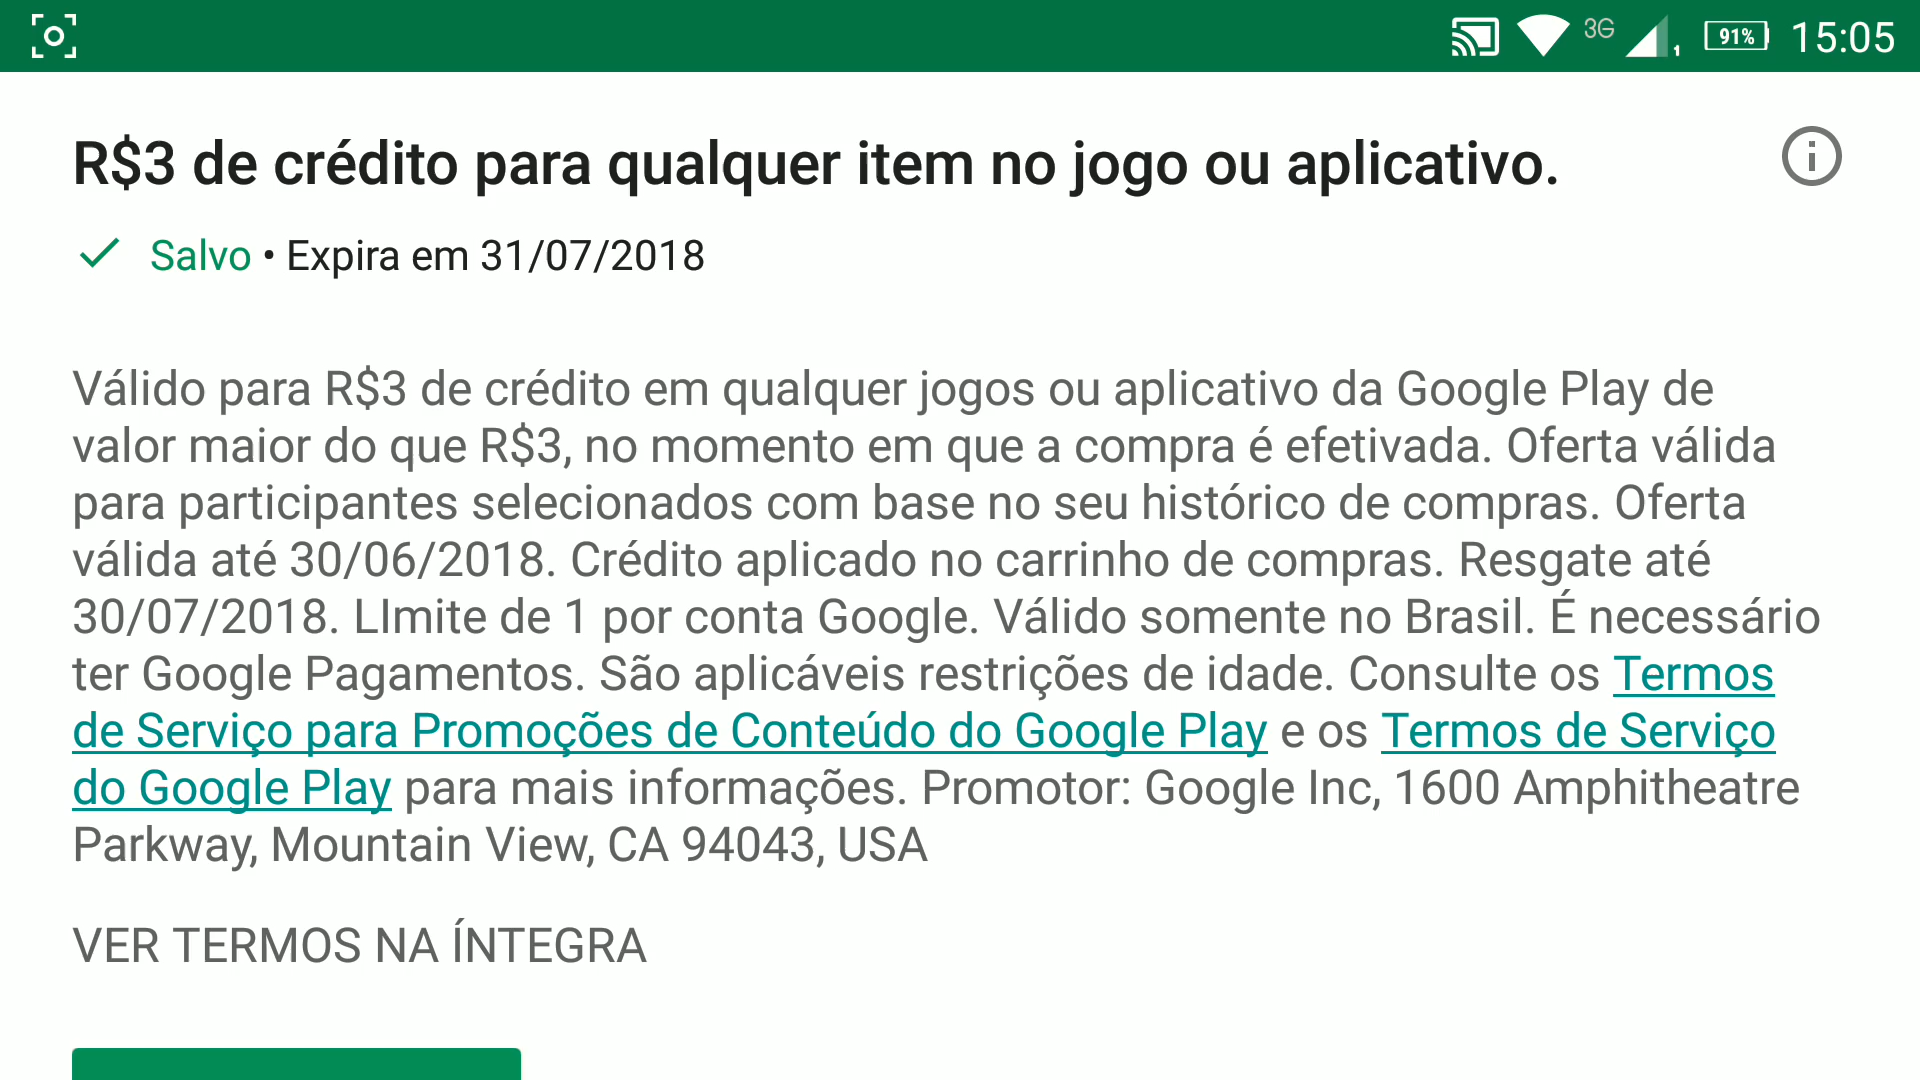 3G
1
91%
15:05
R$3 de crédito para qualquer item no jogo ou aplicativo.
Salvo • Expira em 31/07/2018
Válido para R$3 de crédito em qualquer jogos ou aplicativo da Google Play de
valor maior do que R$3, no momento em que a compra é efetivada. Oferta válida
para participantes selecionados com base no seu histórico de compras. Oferta
válida até 30/06/2018. Crédito aplicado no carrinho de compras. Resgate até
30/07/2018. LImite de 1 por conta Google. Válido somente no Brasil. É necessário
ter Google Pagamentos. São aplicáveis restrições de idade. Consulte os Termos
de Serviço para Promoções de Conteúdo do Google Play e os Termos de Serviço
do Google Play para mais informações. Promotor: Google Inc, 1600 Amphitheatre
Parkway, Mountain View, CA 94043, USA
VER TERMOS NA ÍNTEGRA